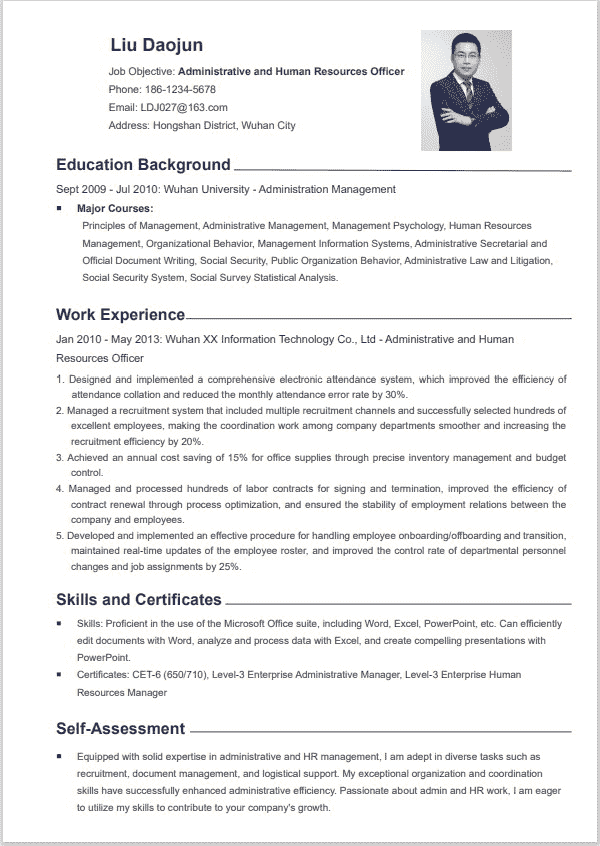 Liu Daojun
Job Objective: Administrative and Human Resources Officer
Phone: 186-1234-5678
Email: LDJ027@163.com
Address: Hongshan District, Wuhan City
Education Background
Sept 2009 - Jul 2010: Wuhan University - Administration Management
▪ Major Courses:
Principles of Management, Administrative Management, Management Psychology, Human Resources
Management, Organizational Behavior, Management Information Systems, Administrative Secretarial and
Official Document Writing, Social Security, Public Organization Behavior, Administrative Law and Litigation,
Social Security System, Social Survey Statistical Analysis.
Work Experience
Jan 2010 - May 2013: Wuhan XX Information Technology Co., Ltd - Administrative and Human
Resources Officer
1. Designed and implemented a comprehensive electronic attendance system, which improved the efficiency of
attendance collation and reduced the monthly attendance error rate by 30%.
2. Managed a recruitment system that included multiple recruitment channels and successfully selected hundreds of
excellent employees, making the coordination work among company departments smoother and increasing the
recruitment efficiency by 20%.
3. Achieved an annual cost saving of 15% for office supplies through precise inventory management and budget
control.
4. Managed and processed hundreds of labor contracts for signing and termination, improved the efficiency of
contract renewal through process optimization, and ensured the stability of employment relations between the
company and employees.
5. Developed and implemented an effective procedure for handling employee onboarding/offboarding and transition,
maintained real-time updates of the employee roster, and improved the control rate of departmental personnel
changes and job assignments by 25%.
Skills and Certificates
▪ Skills: Proficient in the use of the Microsoft Office suite, including Word, Excel, PowerPoint, etc. Can efficiently
edit documents with Word, analyze and process data with Excel, and create compelling presentations with
PowerPoint.
▪ Certificates: CET-6 (650/710), Level-3 Enterprise Administrative Manager, Level-3 Enterprise Human
Resources Manager
Self-Assessment
▪ Equipped with solid expertise in administrative and HR management, I am adept in diverse tasks such as
recruitment, document management, and logistical support. My exceptional organization and coordination
skills have successfully enhanced administrative efficiency. Passionate about admin and HR work, I am eager
to utilize my skills to contribute to your company's growth.